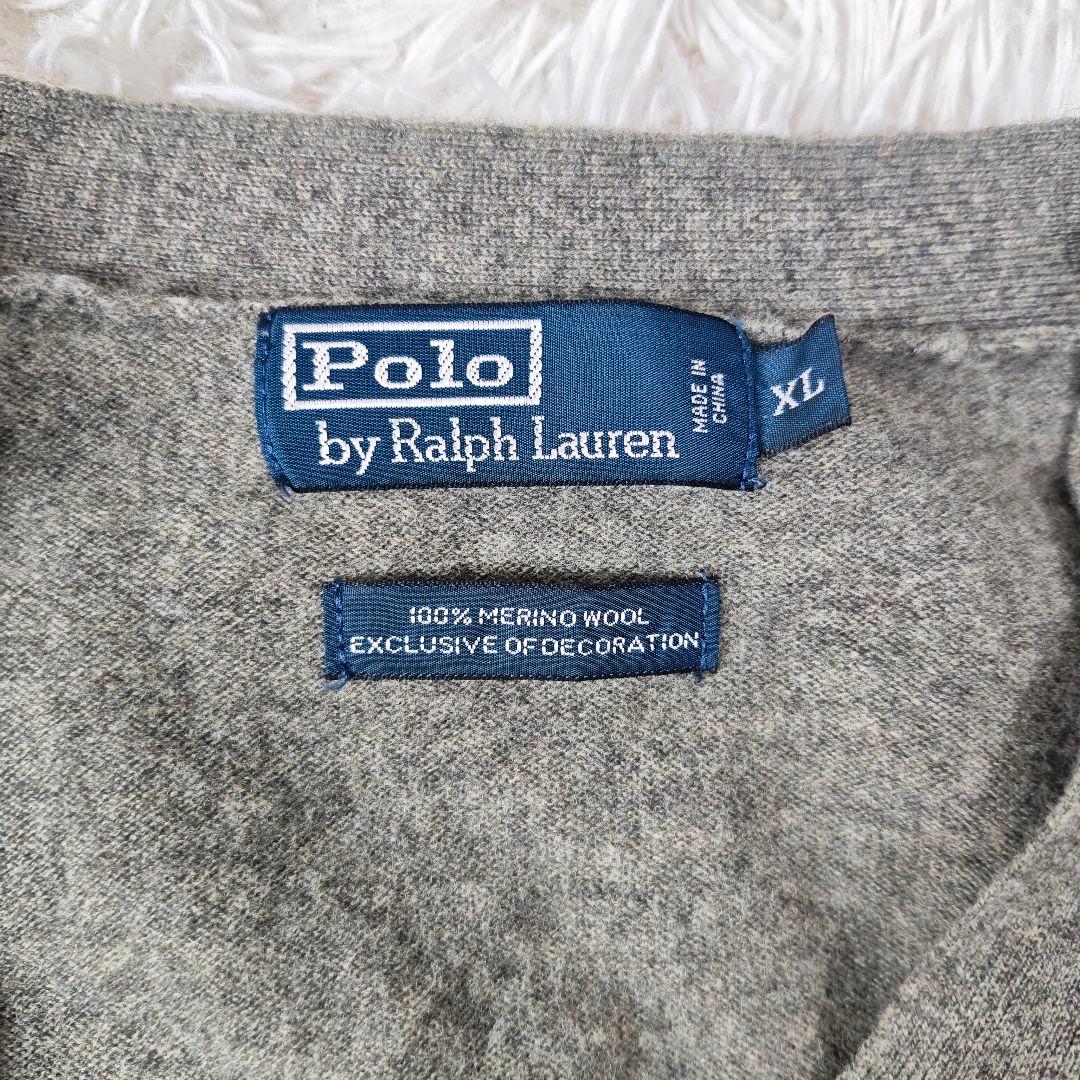 Polo
by Ralph Lauren
MADE IN
CHINA
XL
100% MERINO WOOL
EXCLUSIVE OF DECORATION